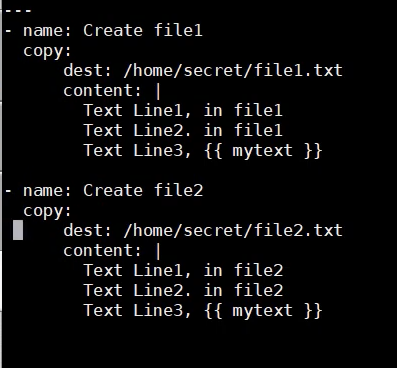 ---
- name: Create file1
  copy:
      dest: /home/secret/file1.txt
      content: |
        Text Line1, in file1
        Text Line2. in file1
        Text Line3, {{ mytext }}

- name: Create file2
  copy:
      dest: /home/secret/file2.txt
      content: |
        Text Line1, in file2
        Text Line2. in file2
        Text Line3, {{ mytext }}